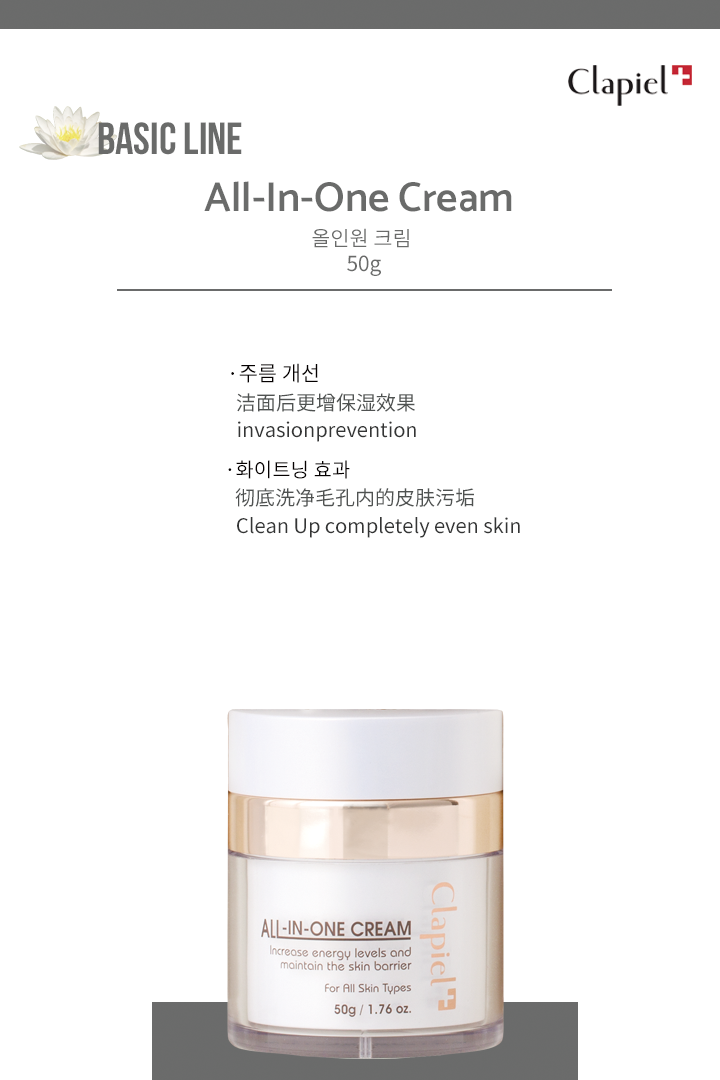 Clapiel
BASIC LINE
All-In-One Cream
올인원 크림
50g
· 주름 개선
洁面后更增保湿效果
invasionprevention
· 화이트닝 효과
彻底洗净毛孔内的皮肤污垢
Clean Up completely even skin
Clapiel
ALL-IN-ONE CREAM
Increase energy levels and
maintain the skin barrier
For All Skin Types
50g / 1.76 oz.